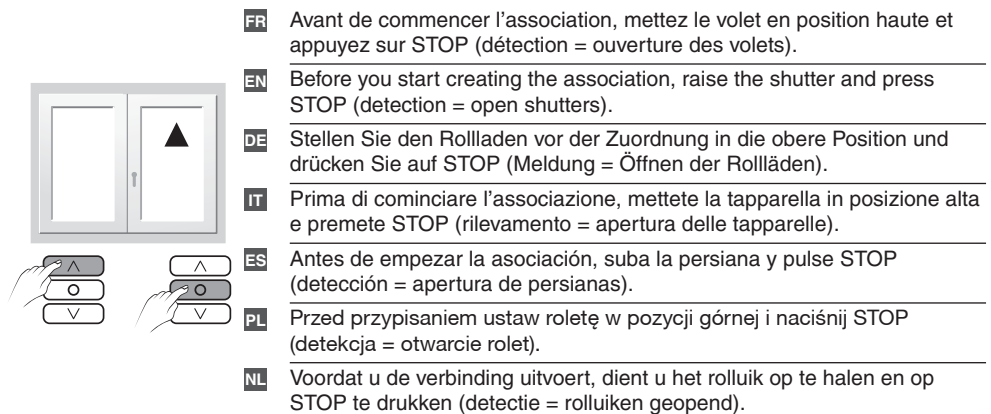 FR Avant de commencer l'association, mettez le volet en position haute et
appuyez sur STOP (détection = ouverture des volets).
EN Before you start creating the association, raise the shutter and press
STOP (detection = open shutters).
DE Stellen Sie den Rollladen vor der Zuordnung in die obere Position und
drücken Sie auf STOP (Meldung = Öffnen der Rollläden).
IT Prima di cominciare l'associazione, mettete la tapparella in posizione alta
e premete STOP (rilevamento = apertura delle tapparelle).
ES Antes de empezar la asociación, suba la persiana y pulse STOP
(detección = apertura de persianas).
PL Przed przypisaniem ustaw roletę w pozycji górnej i naciśnij STOP
(detekcja = otwarcie rolet).
NL Voordat u de verbinding uitvoert, dient u het rolluik op te halen en op
STOP te drukken (detectie = rolluiken geopend).